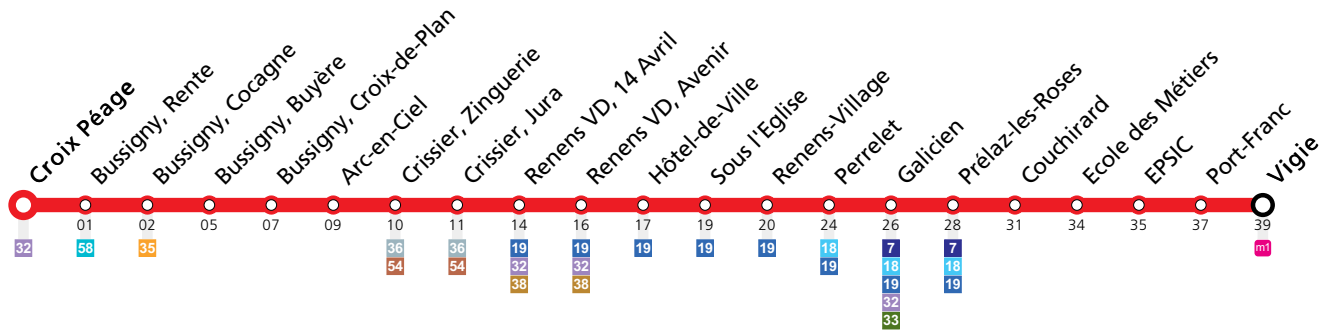 Croix Péage
Bussigny, Rente
Bussigny, Cocagne
Bussigny, Buyère
Bussigny, Croix-de-Plan
Arc-en-Ciel
Crissier, Zinguerie
Crissier, Jura
Renens VD, 14 Avril
Renens VD, Avenir
Hôtel-de-Ville
Sous l'Eglise
Renens-Village
Perrelet
Galicien
Prélaz-les-Roses
Couchirard
Ecole des Métiers
EPSIC
Port-Franc
Vigie
01 02 05 07 09 10 11 14 16 17 19 20 24 26 28 31 34 35 37 39
32 58 35 36 36 19 19 19 19 19 18 7 7 m1
54 54 32 32 19 18 18
38 38 19 19
32
33